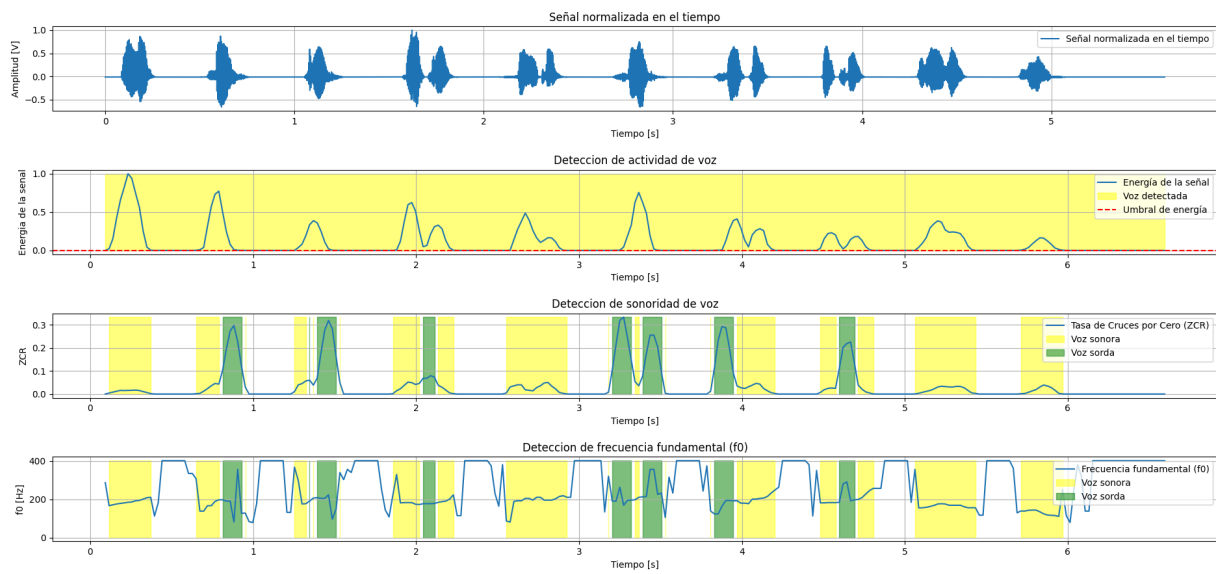 Señal normalizada en el tiempo
Amplitud [V]
1.0
0.5
0.0
−0.5
Señal normalizada en el tiempo
0 1 2 3 4 5
Tiempo [s]
Deteccion de actividad de voz
Energia de la senal
1.0
0.5
0.0
Energía de la señal
Voz detectada
Umbral de energía
0 1 2 3 4 5 6
Tiempo [s]
Deteccion de sonoridad de voz
ZCR
0.3
0.2
0.1
0.0
Tasa de Cruces por Cero (ZCR)
Voz sonora
Voz sorda
0 1 2 3 4 5 6
Tiempo [s]
Deteccion de frecuencia fundamental (f0)
f0 [Hz]
400
200
0
Frecuencia fundamental (f0)
Voz sonora
Voz sorda
0 1 2 3 4 5 6
Tiempo [s]